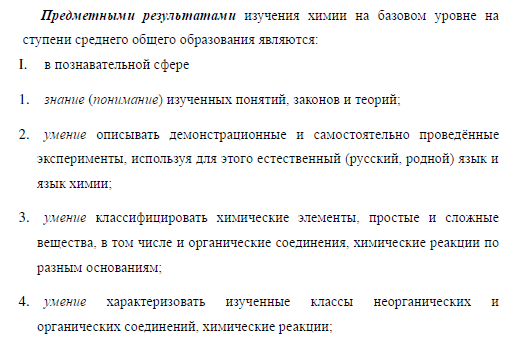 Предметными результатами изучения химии на базовом уровне на
ступени среднего общего образования являются:
I. в познавательной сфере
1. знание (понимание) изученных понятий, законов и теорий;
2. умение описывать демонстрационные и самостоятельно проведённые
эксперименты, используя для этого естественный (русский, родной) язык и
язык химии;
3. умение классифицировать химические элементы, простые и сложные
вещества, в том числе и органические соединения, химические реакции по
разным основаниям;
4. умение характеризовать изученные классы неорганических и
органических соединений, химические реакции;